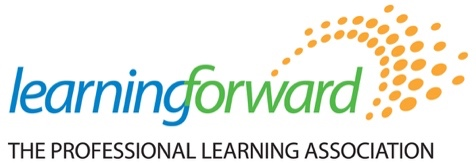 learningforward
THE PROFESSIONAL LEARNING ASSOCIATION